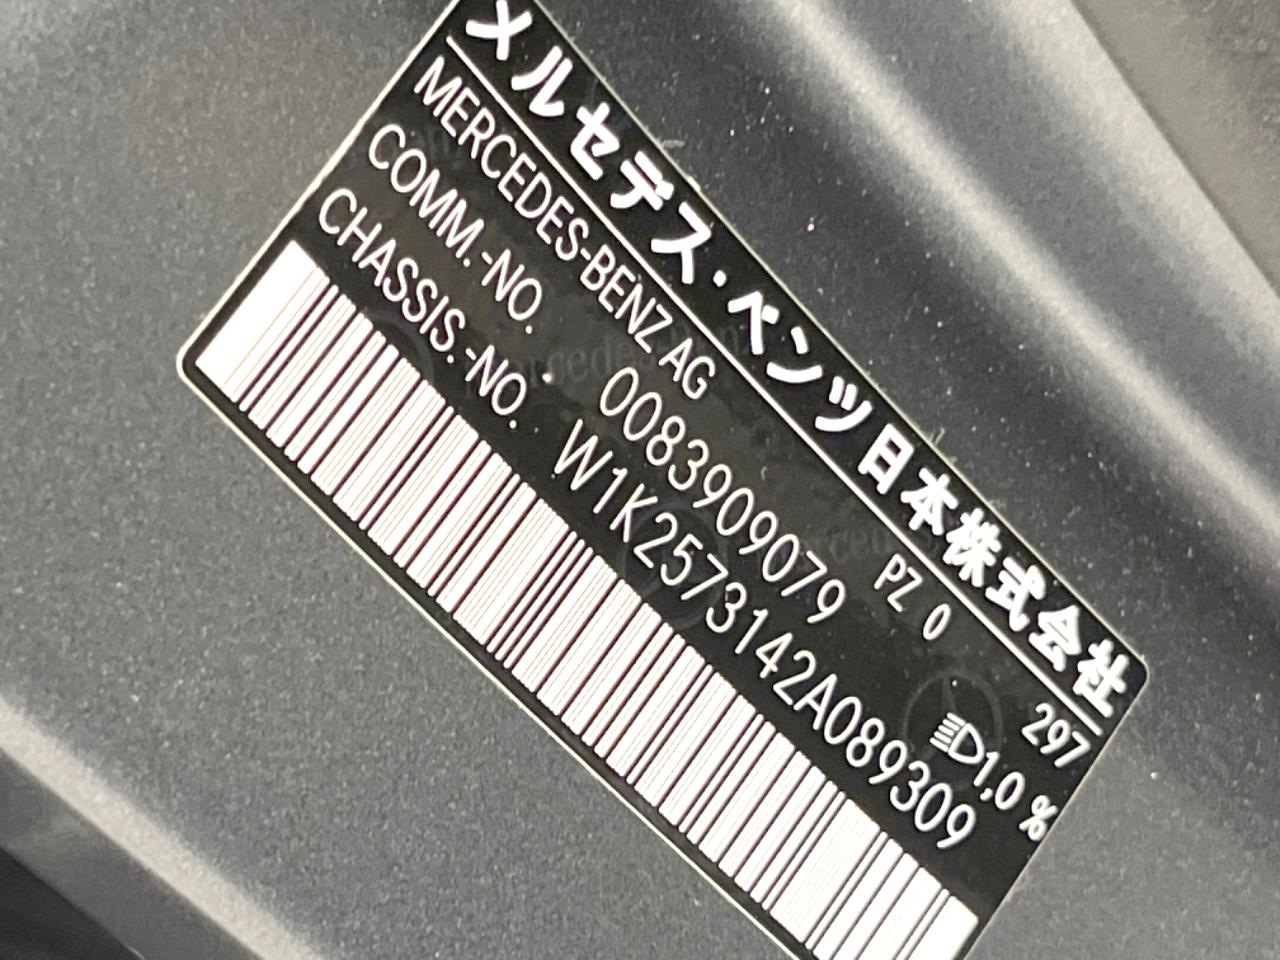 メルセデス・ベンツ日本株式会社
MERCEDES-BENZ AG 297
COMM.-NO. 0083909079 PZ 0 1,0 %
CHASSIS.-NO. W1K2573142A089309